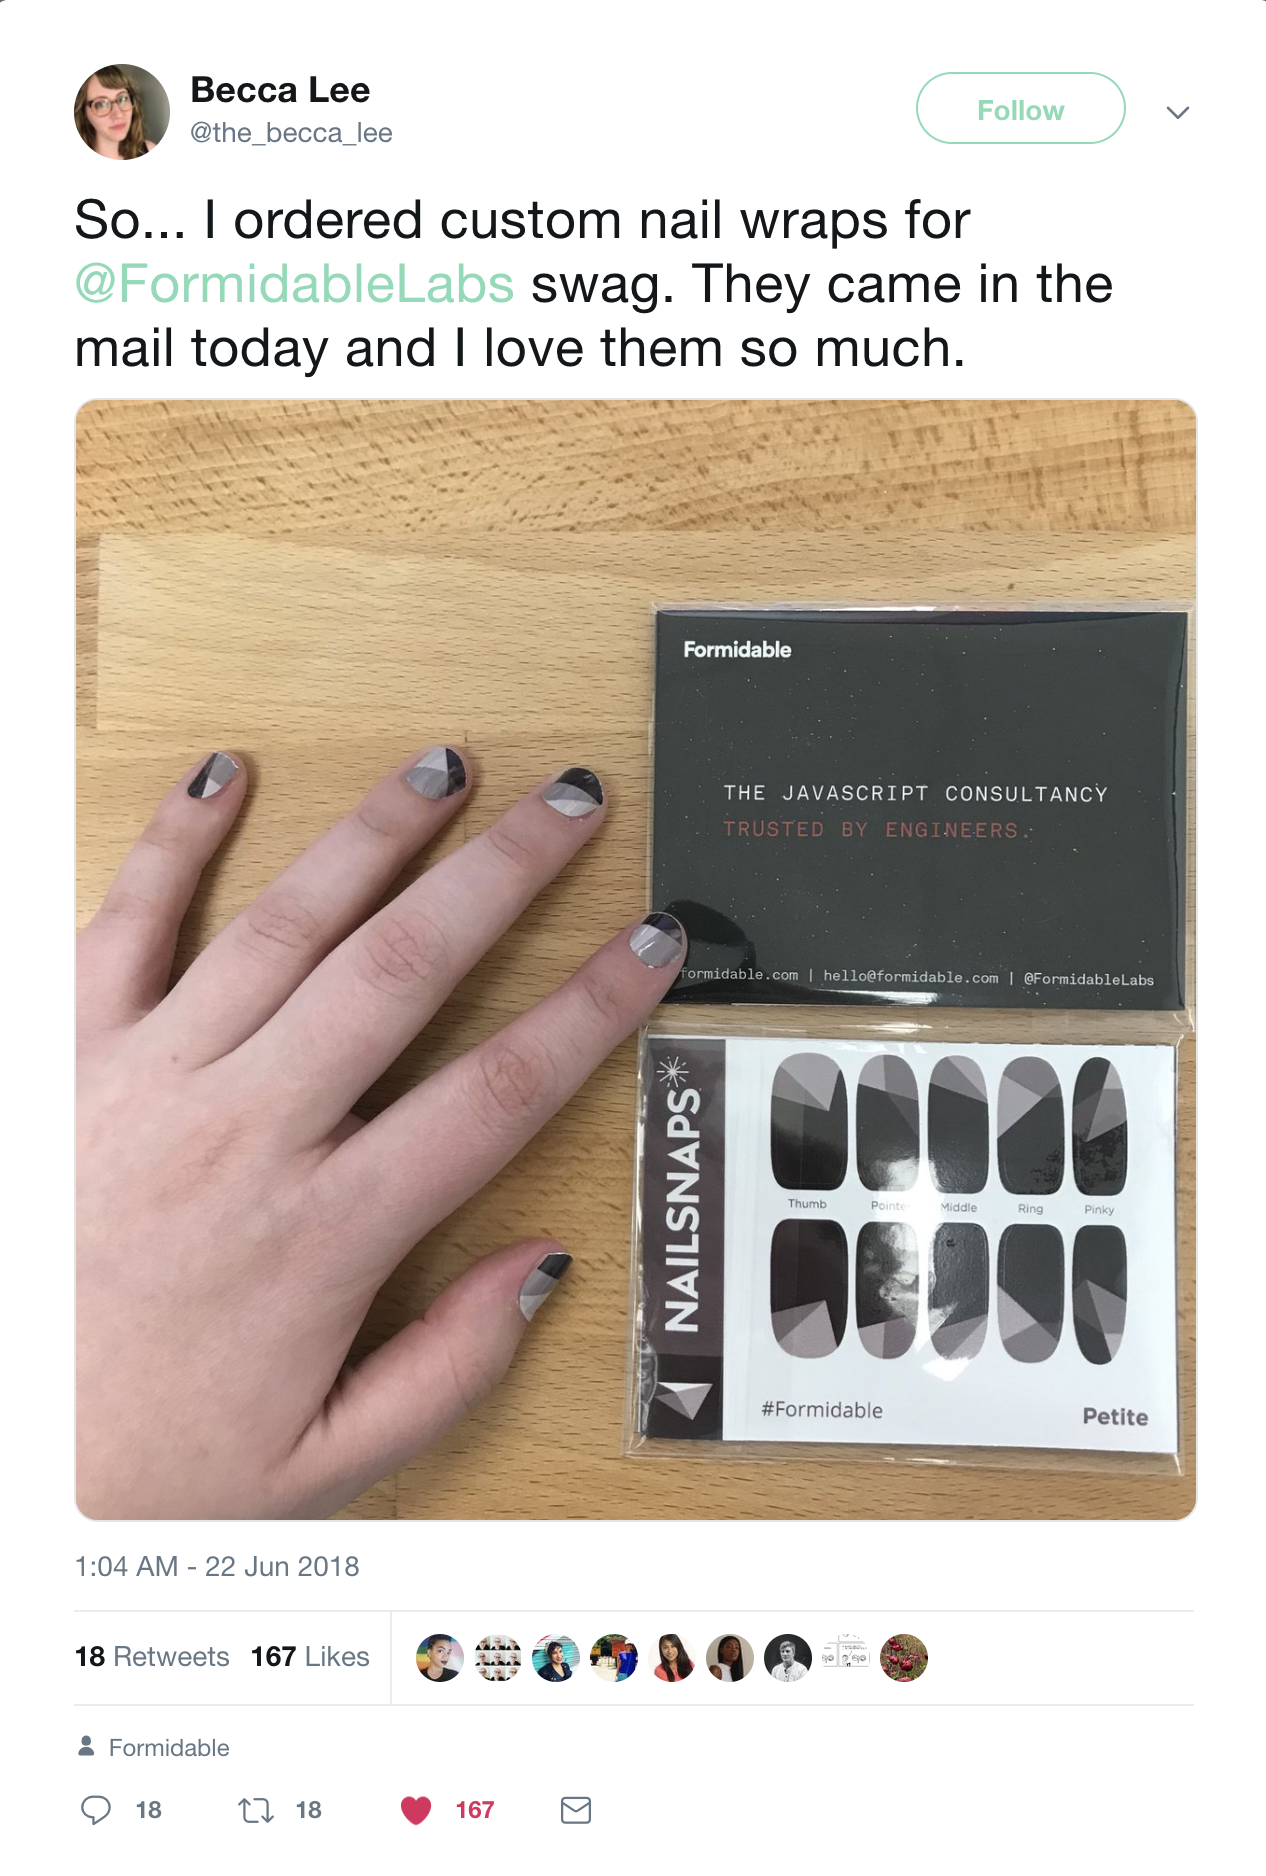 Becca Lee
@the_becca_lee
Follow
So... I ordered custom nail wraps for
@FormidableLabs swag. They came in the
mail today and I love them so much.
Formidable
THE JAVASCRIPT CONSULTANCY
TRUSTED BY ENGINEERS.
formidable.com | hello@formidable.com | @FormidableLabs
NAILSNAPS
Thumb Pointe Middle Ring Pinky
#Formidable
Petite
1:04 AM - 22 Jun 2018
18 Retweets 167 Likes
Formidable
18 18 167